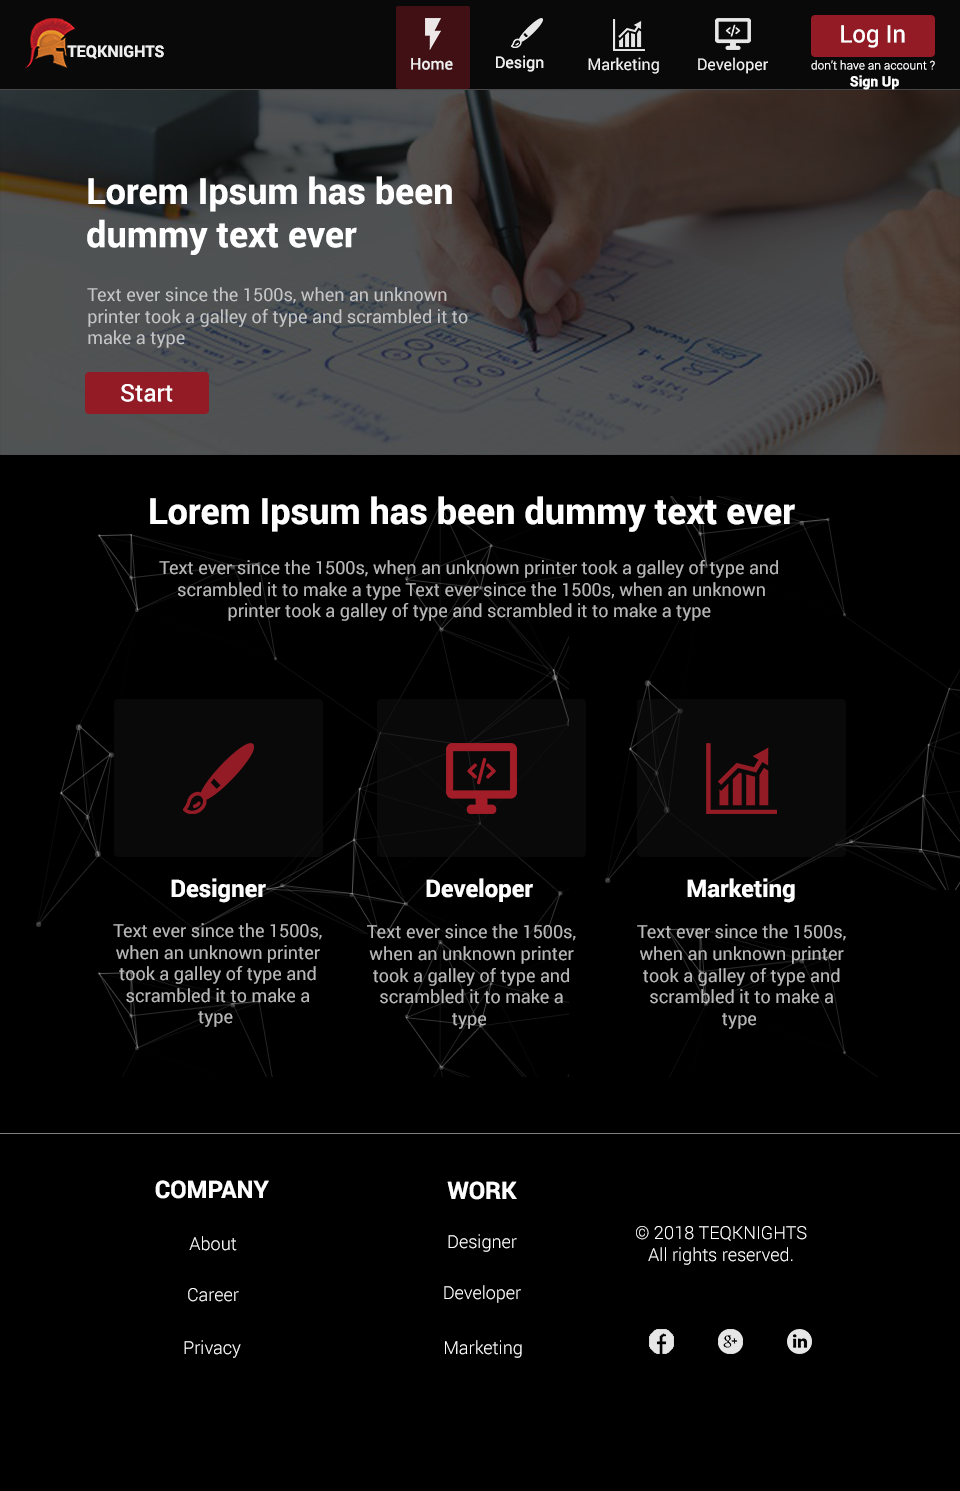 TEQKNIGHTS
Home
Design
Marketing
Developer
Log In
don't have an account ?
Sign Up
Lorem Ipsum has been
dummy text ever
Text ever since the 1500s, when an unknown
printer took a galley of type and scrambled it to
make a type
Start
Lorem Ipsum has been dummy text ever
Text ever since the 1500s, when an unknown printer took a galley of type and
scrambled it to make a type Text ever since the 1500s, when an unknown
printer took a galley of type and scrambled it to make a type
Designer
Text ever since the 1500s,
when an unknown printer
took a galley of type and
scrambled it to make a
type
Developer
Text ever since the 1500s,
when an unknown printer
took a galley of type and
scrambled it to make a
type
Marketing
Text ever since the 1500s,
when an unknown printer
took a galley of type and
scrambled it to make a
type
COMPANY
About
Career
Privacy
WORK
Designer
Developer
Marketing
© 2018 TEQKNIGHTS
All rights reserved.